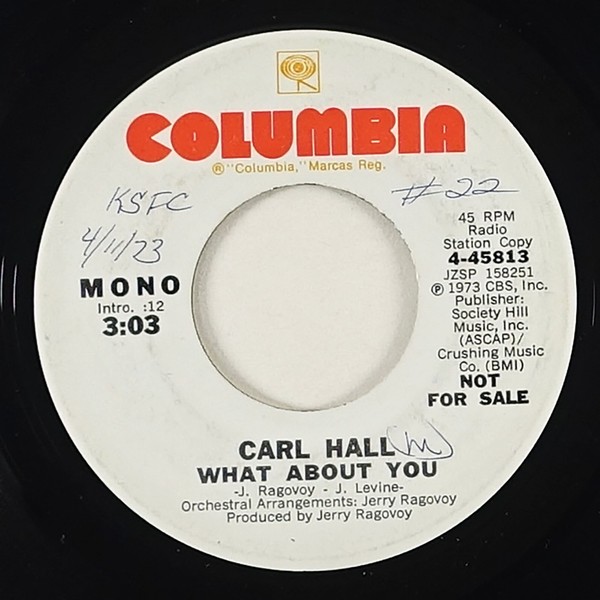 COLUMBIA
® "Columbia," Marcas Reg.
KSFC
4/11/73
# 22
MONO
Intro. :12
3:03
45 RPM
Radio
Station Copy
4-45813
JZSP 158251
℗ 1973 CBS, Inc.
Publisher:
Society Hill
Music, Inc.
(ASCAP)/
Crushing Music
Co. (BMI)
NOT
FOR SALE
CARL HALL
WHAT ABOUT YOU
-J. Ragovoy - J. Levine-
Orchestral Arrangements: Jerry Ragovoy
Produced by Jerry Ragovoy